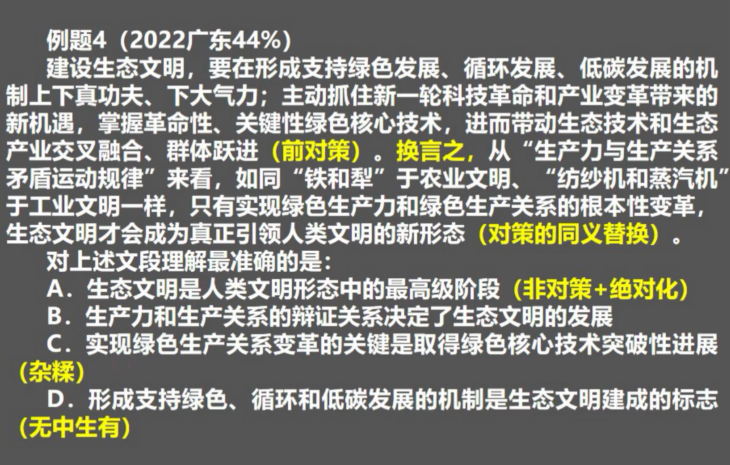 例题4（2022广东44%）
建设生态文明，要在形成支持绿色发展、循环发展、低碳发展的机
制上下真功夫、下大气力；主动抓住新一轮科技革命和产业变革带来的
新机遇，掌握革命性、关键性绿色核心技术，进而带动生态技术和生态
产业交叉融合、群体跃进（前对策）。换言之，从“生产力与生产关系
矛盾运动规律”来看，如同“铁和犁”于农业文明、“纺纱机和蒸汽机”
于工业文明一样，只有实现绿色生产力和绿色生产关系的根本性变革，
生态文明才会成为真正引领人类文明的新形态（对策的同义替换）。
对上述文段理解最准确的是：
A．生态文明是人类文明形态中的最高级阶段（非对策+绝对化）
B．生产力和生产关系的辩证关系决定了生态文明的发展
C．实现绿色生产关系变革的关键是取得绿色核心技术突破性进展
（杂糅）
D．形成支持绿色、循环和低碳发展的机制是生态文明建成的标志
（无中生有）